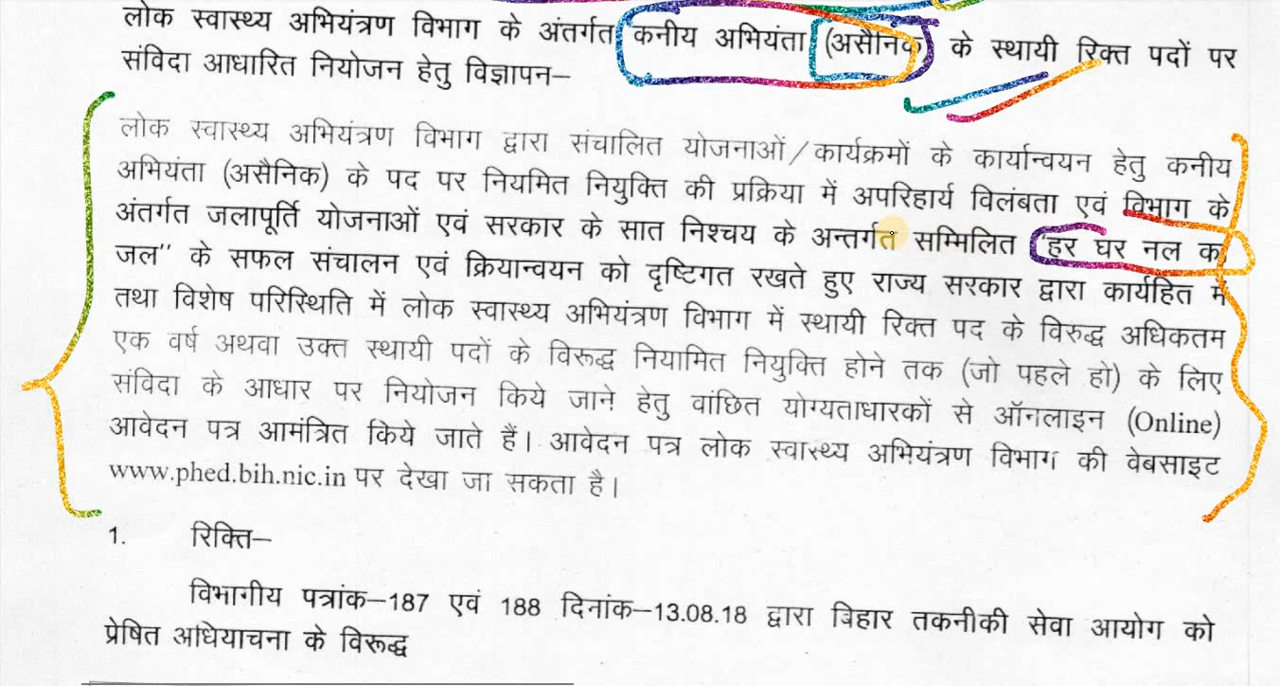 लोक स्वास्थ्य अभियंत्रण विभाग के अंतर्गत कनीय अभियंता (असैनिक) के स्थायी रिक्त पदों पर
संविदा आधारित नियोजन हेतु विज्ञापन–
लोक स्वास्थ्य अभियंत्रण विभाग द्वारा संचालित योजनाओं/कार्यक्रमों के कार्यान्वयन हेतु कनीय
अभियंता (असैनिक) के पद पर नियमित नियुक्ति की प्रक्रिया में अपरिहार्य विलंबता एवं विभाग के
अंतर्गत जलापूर्ति योजनाओं एवं सरकार के सात निश्चय के अन्तर्गत सम्मिलित "हर घर नल का
जल" के सफल संचालन एवं क्रियान्वयन को दृष्टिगत रखते हुए राज्य सरकार द्वारा कार्यहित में
तथा विशेष परिस्थिति में लोक स्वास्थ्य अभियंत्रण विभाग में स्थायी रिक्त पद के विरुद्ध अधिकतम
एक वर्ष अथवा उक्त स्थायी पदों के विरूद्ध नियामित नियुक्ति होने तक (जो पहले हो) के लिए
संविदा के आधार पर नियोजन किये जाने हेतु वांछित योग्यताधारकों से ऑनलाइन (Online)
आवेदन पत्र आमंत्रित किये जाते हैं। आवेदन पत्र लोक स्वास्थ्य अभियंत्रण विभाग की वेबसाइट
www.phed.bih.nic.in पर देखा जा सकता है।
1. रिक्ति–
विभागीय पत्रांक–187 एवं 188 दिनांक–13.08.18 द्वारा बिहार तकनीकी सेवा आयोग को
प्रेषित अधियाचना के विरूद्ध